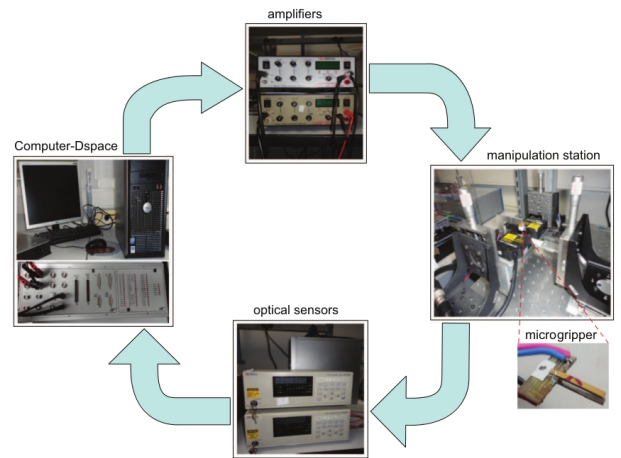 amplifiers
Computer-Dspace
manipulation station
optical sensors
microgripper